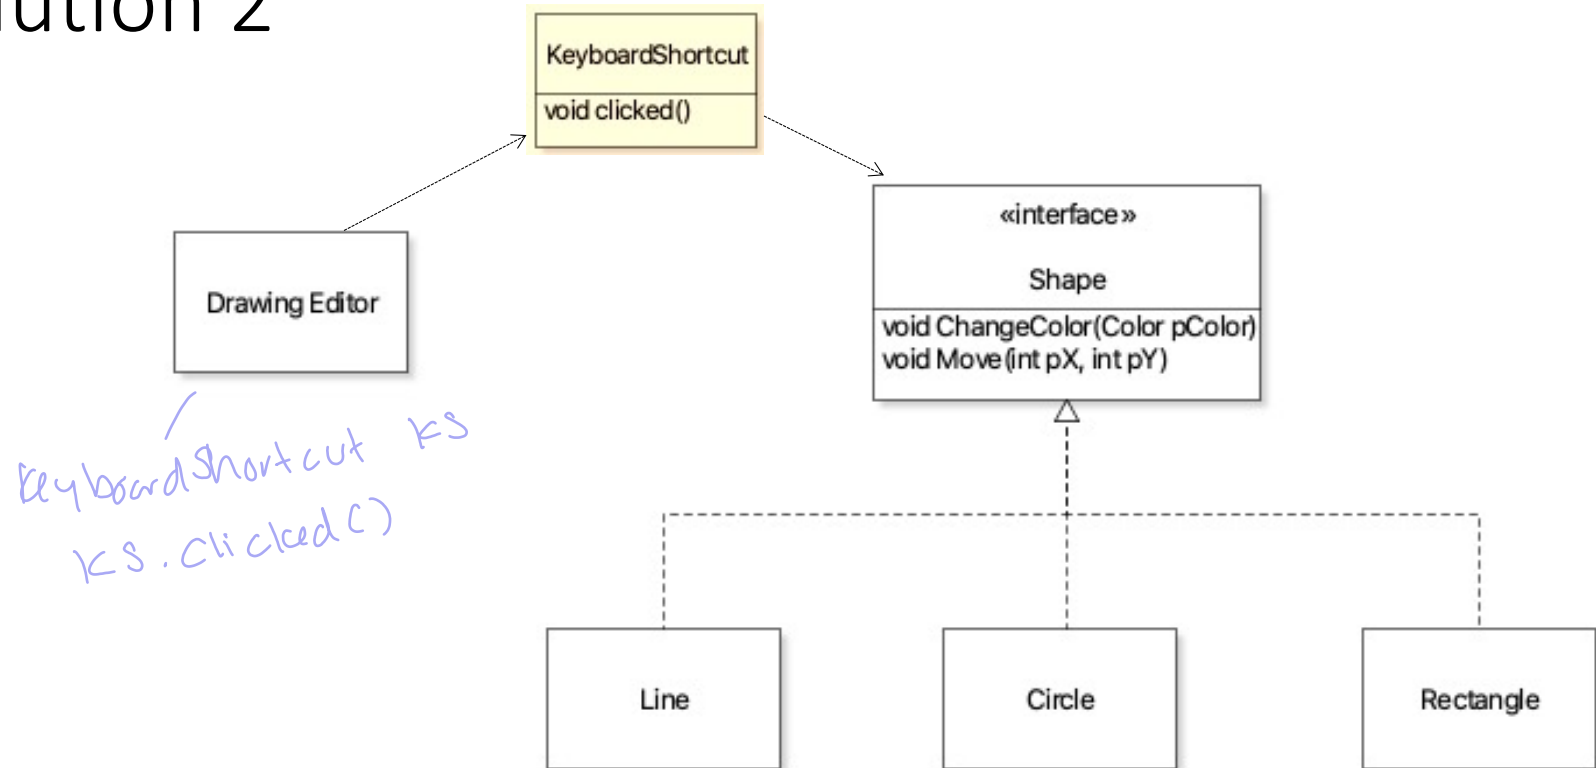 lution 2
KeyboardShortcut
void clicked()
«interface»
Shape
void ChangeColor(Color pColor)
void Move(int pX, int pY)
Drawing Editor
KeyboardShortcut KS
KS.Clicked()
Line
Circle
Rectangle